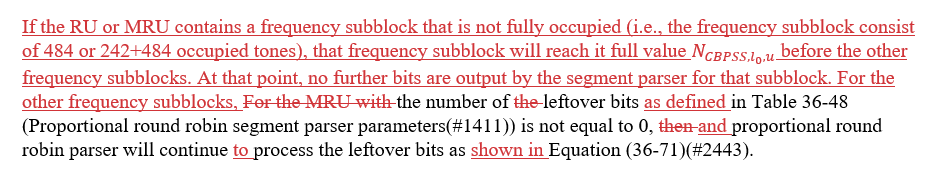 If the RU or MRU contains a frequency subblock that is not fully occupied (i.e., the frequency subblock consist
of 484 or 242+484 occupied tones), that frequency subblock will reach it full value N_{CBPSS,l_0,u} before the other
frequency subblocks. At that point, no further bits are output by the segment parser for that subblock. For the
other frequency subblocks, For the MRU with the number of the leftover bits as defined in Table 36-48
(Proportional round robin segment parser parameters(#1411)) is not equal to 0, then and proportional round
robin parser will continue to process the leftover bits as shown in Equation (36-71)(#2443).